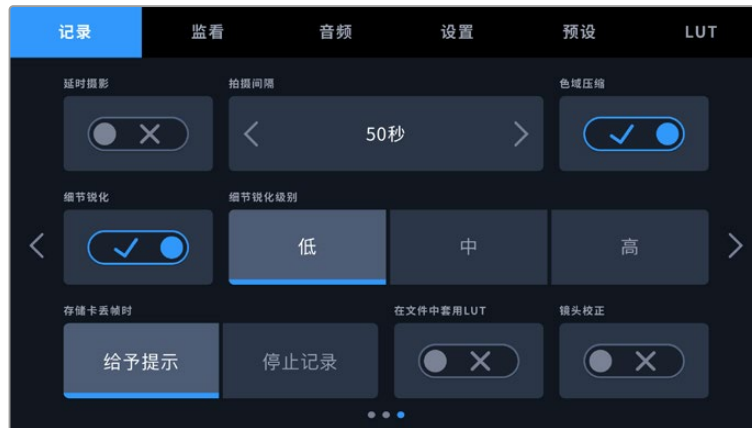 记录 监看 音频 设置 预设 LUT
延时摄影 拍摄间隔 色域压缩
50秒
细节锐化 细节锐化级别
低 中 高
存储卡丢帧时 在文件中套用LUT 镜头校正
给予提示 停止记录